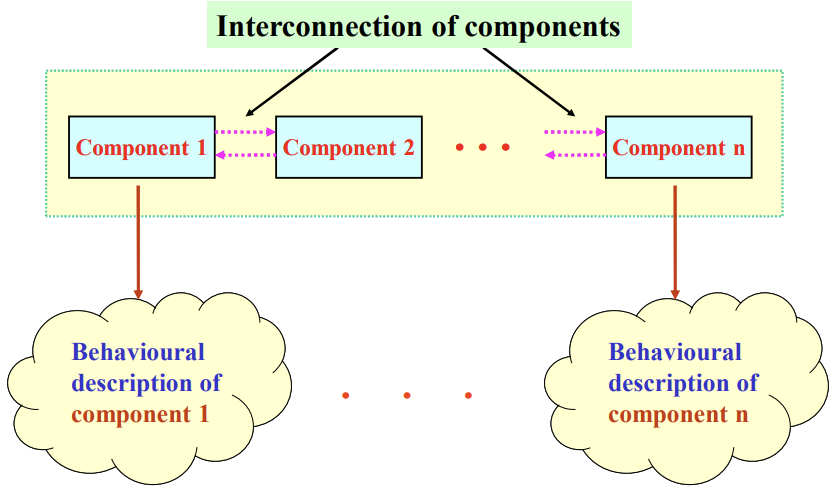 Interconnection of components
Component 1
Component 2
Component n
Behavioural
description of
component 1
Behavioural
description of
component n